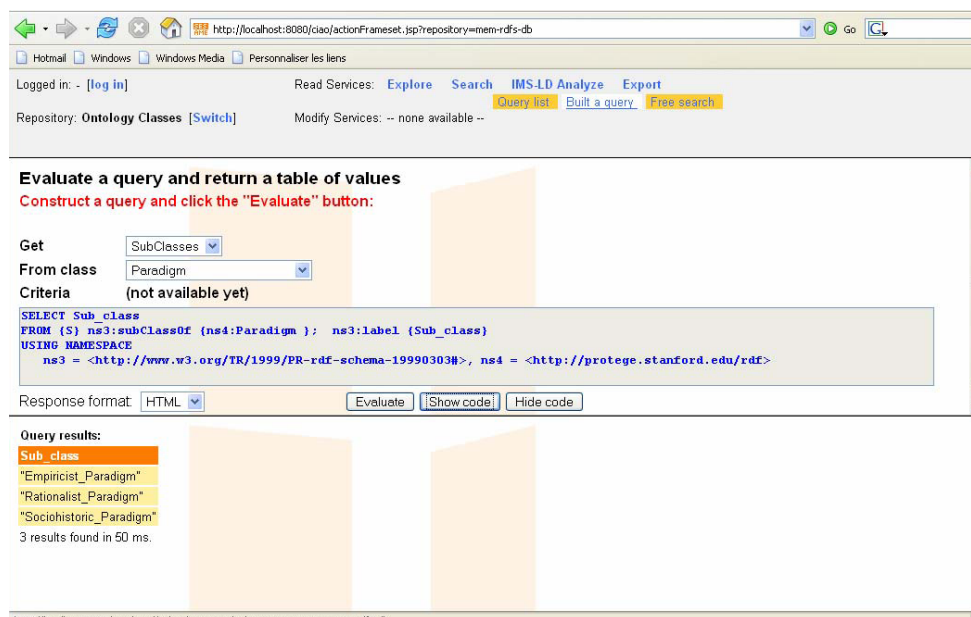 http://localhost:8080/ciao/actionFrameset.jsp?repository=mem-rdfs-db
Go
G
Hotmail Windows Windows Media Personnaliser les liens
Logged in: - [log in] Read Services: Explore Search IMS-LD Analyze Export
Query list Built a query Free search
Repository: Ontology Classes [Switch] Modify Services: -- none available --
Evaluate a query and return a table of values
Construct a query and click the "Evaluate" button:
Get SubClasses
From class Paradigm
Criteria (not available yet)
SELECT Sub_class
FROM {S} ns3:subClassOf {ns4:Paradigm }; ns3:label {Sub_class}
USING NAMESPACE
ns3 = <http://www.w3.org/TR/1999/PR-rdf-schema-19990303#>, ns4 = <http://protege.stanford.edu/rdf>
Response format: HTML Evaluate Show code Hide code
Query results:
Sub_class
"Empiricist_Paradigm"
"Rationalist_Paradigm"
"Sociohistoric_Paradigm"
3 results found in 50 ms.